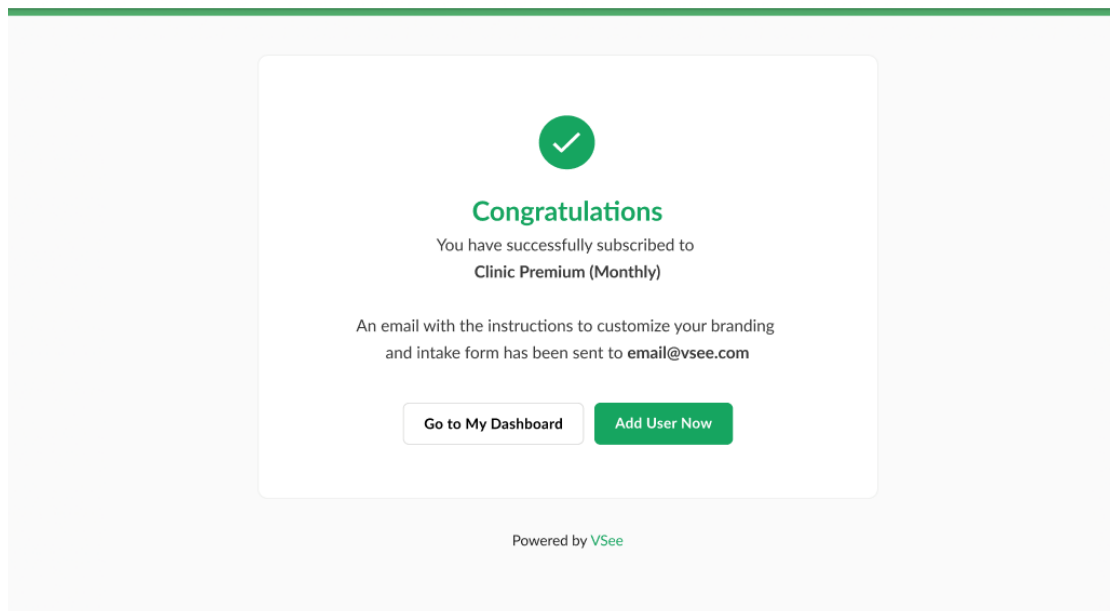 Congratulations
You have successfully subscribed to
Clinic Premium (Monthly)
An email with the instructions to customize your branding
and intake form has been sent to email@vsee.com
Go to My Dashboard
Add User Now
Powered by VSee